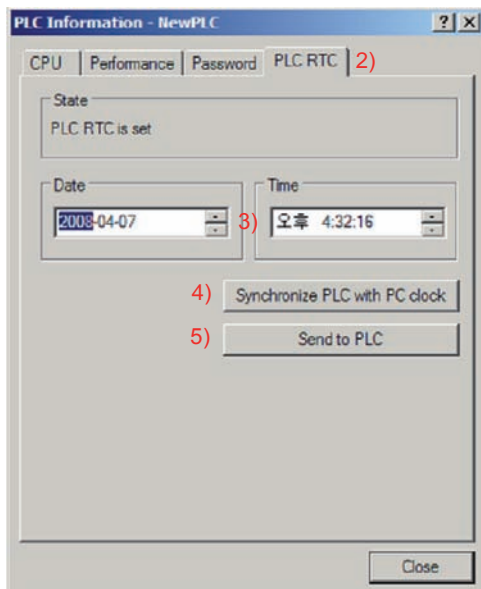 PLC Information - NewPLC
CPU Performance Password PLC RTC 2)
State
PLC RTC is set
Date Time
2008-04-07 3) 오후 4:32:16
4) Synchronize PLC with PC clock
5) Send to PLC
Close